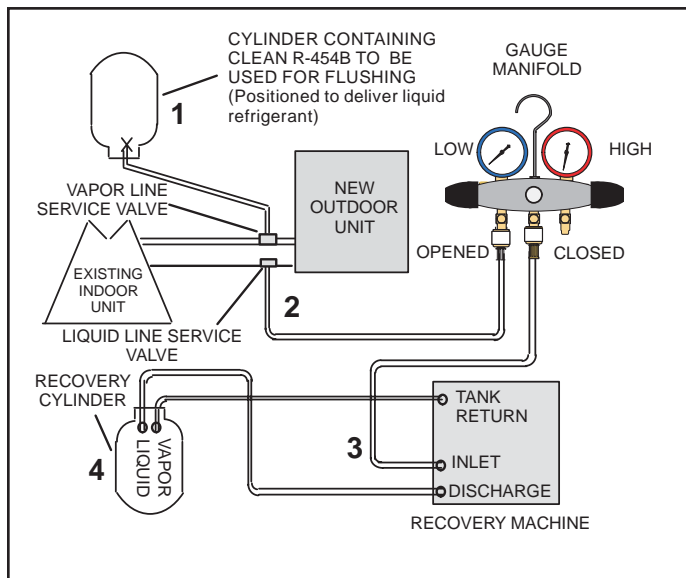 CYLINDER CONTAINING
CLEAN R-454B TO BE
USED FOR FLUSHING
(Positioned to deliver liquid
refrigerant)
1
GAUGE
MANIFOLD
LOW
HIGH
VAPOR LINE
SERVICE VALVE
NEW
OUTDOOR
UNIT
OPENED
CLOSED
EXISTING
INDOOR
UNIT
2
LIQUID LINE SERVICE
VALVE
RECOVERY
CYLINDER
TANK
RETURN
3
4
LIQUID
VAPOR
INLET
DISCHARGE
RECOVERY MACHINE